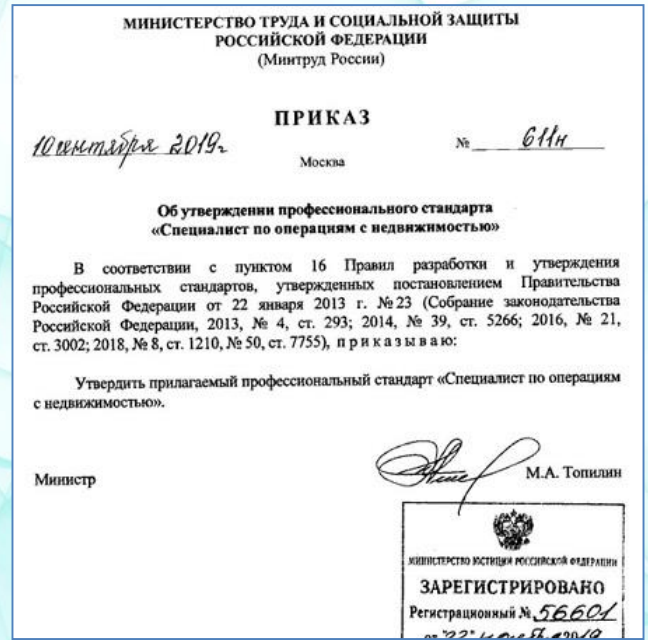 МИНИСТЕРСТВО ТРУДА И СОЦИАЛЬНОЙ ЗАЩИТЫ
РОССИЙСКОЙ ФЕДЕРАЦИИ
(Минтруд России)
ПРИКАЗ
10 сентября 2019г
№ 611н
Москва
Об утверждении профессионального стандарта
«Специалист по операциям с недвижимостью»
В соответствии с пунктом 16 Правил разработки и утверждения
профессиональных стандартов, утвержденных постановлением Правительства
Российской Федерации от 22 января 2013 г. №23 (Собрание законодательства
Российской Федерации, 2013, № 4, ст. 293; 2014, № 39, ст. 5266; 2016, № 21,
ст. 3002; 2018, № 8, ст. 1210, № 50, ст. 7755), приказываю:
Утвердить прилагаемый профессиональный стандарт «Специалист по операциям
с недвижимостью».
Министр
М.А. Топилин
МИНИСТЕРСТВО ЮСТИЦИИ РОССИЙСКОЙ ФЕДЕРАЦИИ
ЗАРЕГИСТРИРОВАНО
Регистрационный № 56601